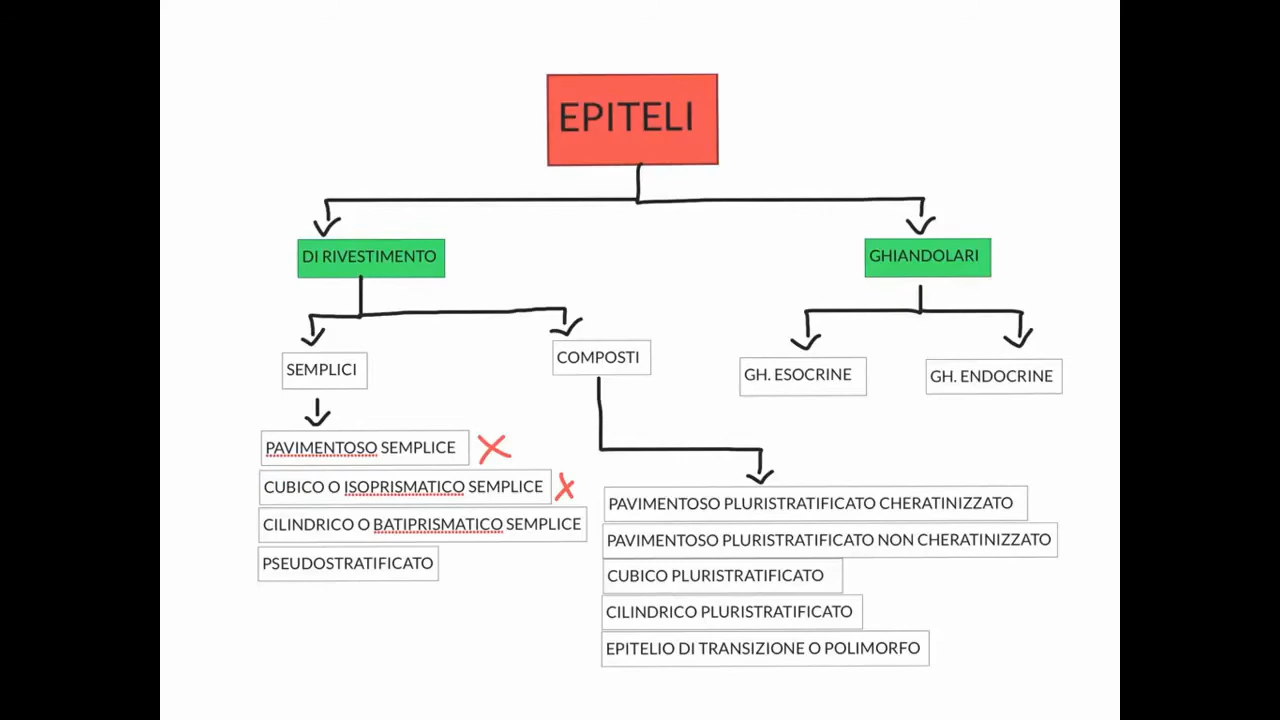 EPITELI
DI RIVESTIMENTO
GHIANDOLARI
SEMPLICI
COMPOSTI
GH. ESOCRINE
GH. ENDOCRINE
PAVIMENTOSO SEMPLICE
CUBICO O ISOPRISMATICO SEMPLICE
CILINDRICO O BATIPRISMATICO SEMPLICE
PSEUDOSTRATIFICATO
PAVIMENTOSO PLURISTRATIFICATO CHERATINIZZATO
PAVIMENTOSO PLURISTRATIFICATO NON CHERATINIZZATO
CUBICO PLURISTRATIFICATO
CILINDRICO PLURISTRATIFICATO
EPITELIO DI TRANSIZIONE O POLIMORFO